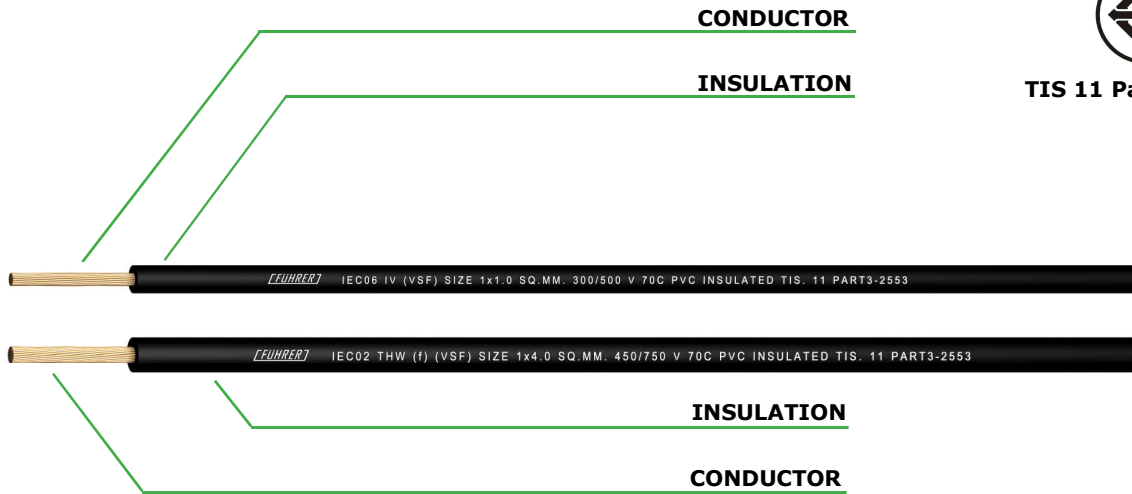 CONDUCTOR
INSULATION
TIS 11 Pa
FÜHRER IEC06 IV (VSF) SIZE 1x1.0 SQ.MM. 300/500 V 70C PVC INSULATED TIS. 11 PART3-2553
FÜHRER IEC02 THW (f) (VSF) SIZE 1x4.0 SQ.MM. 450/750 V 70C PVC INSULATED TIS. 11 PART3-2553
INSULATION
CONDUCTOR